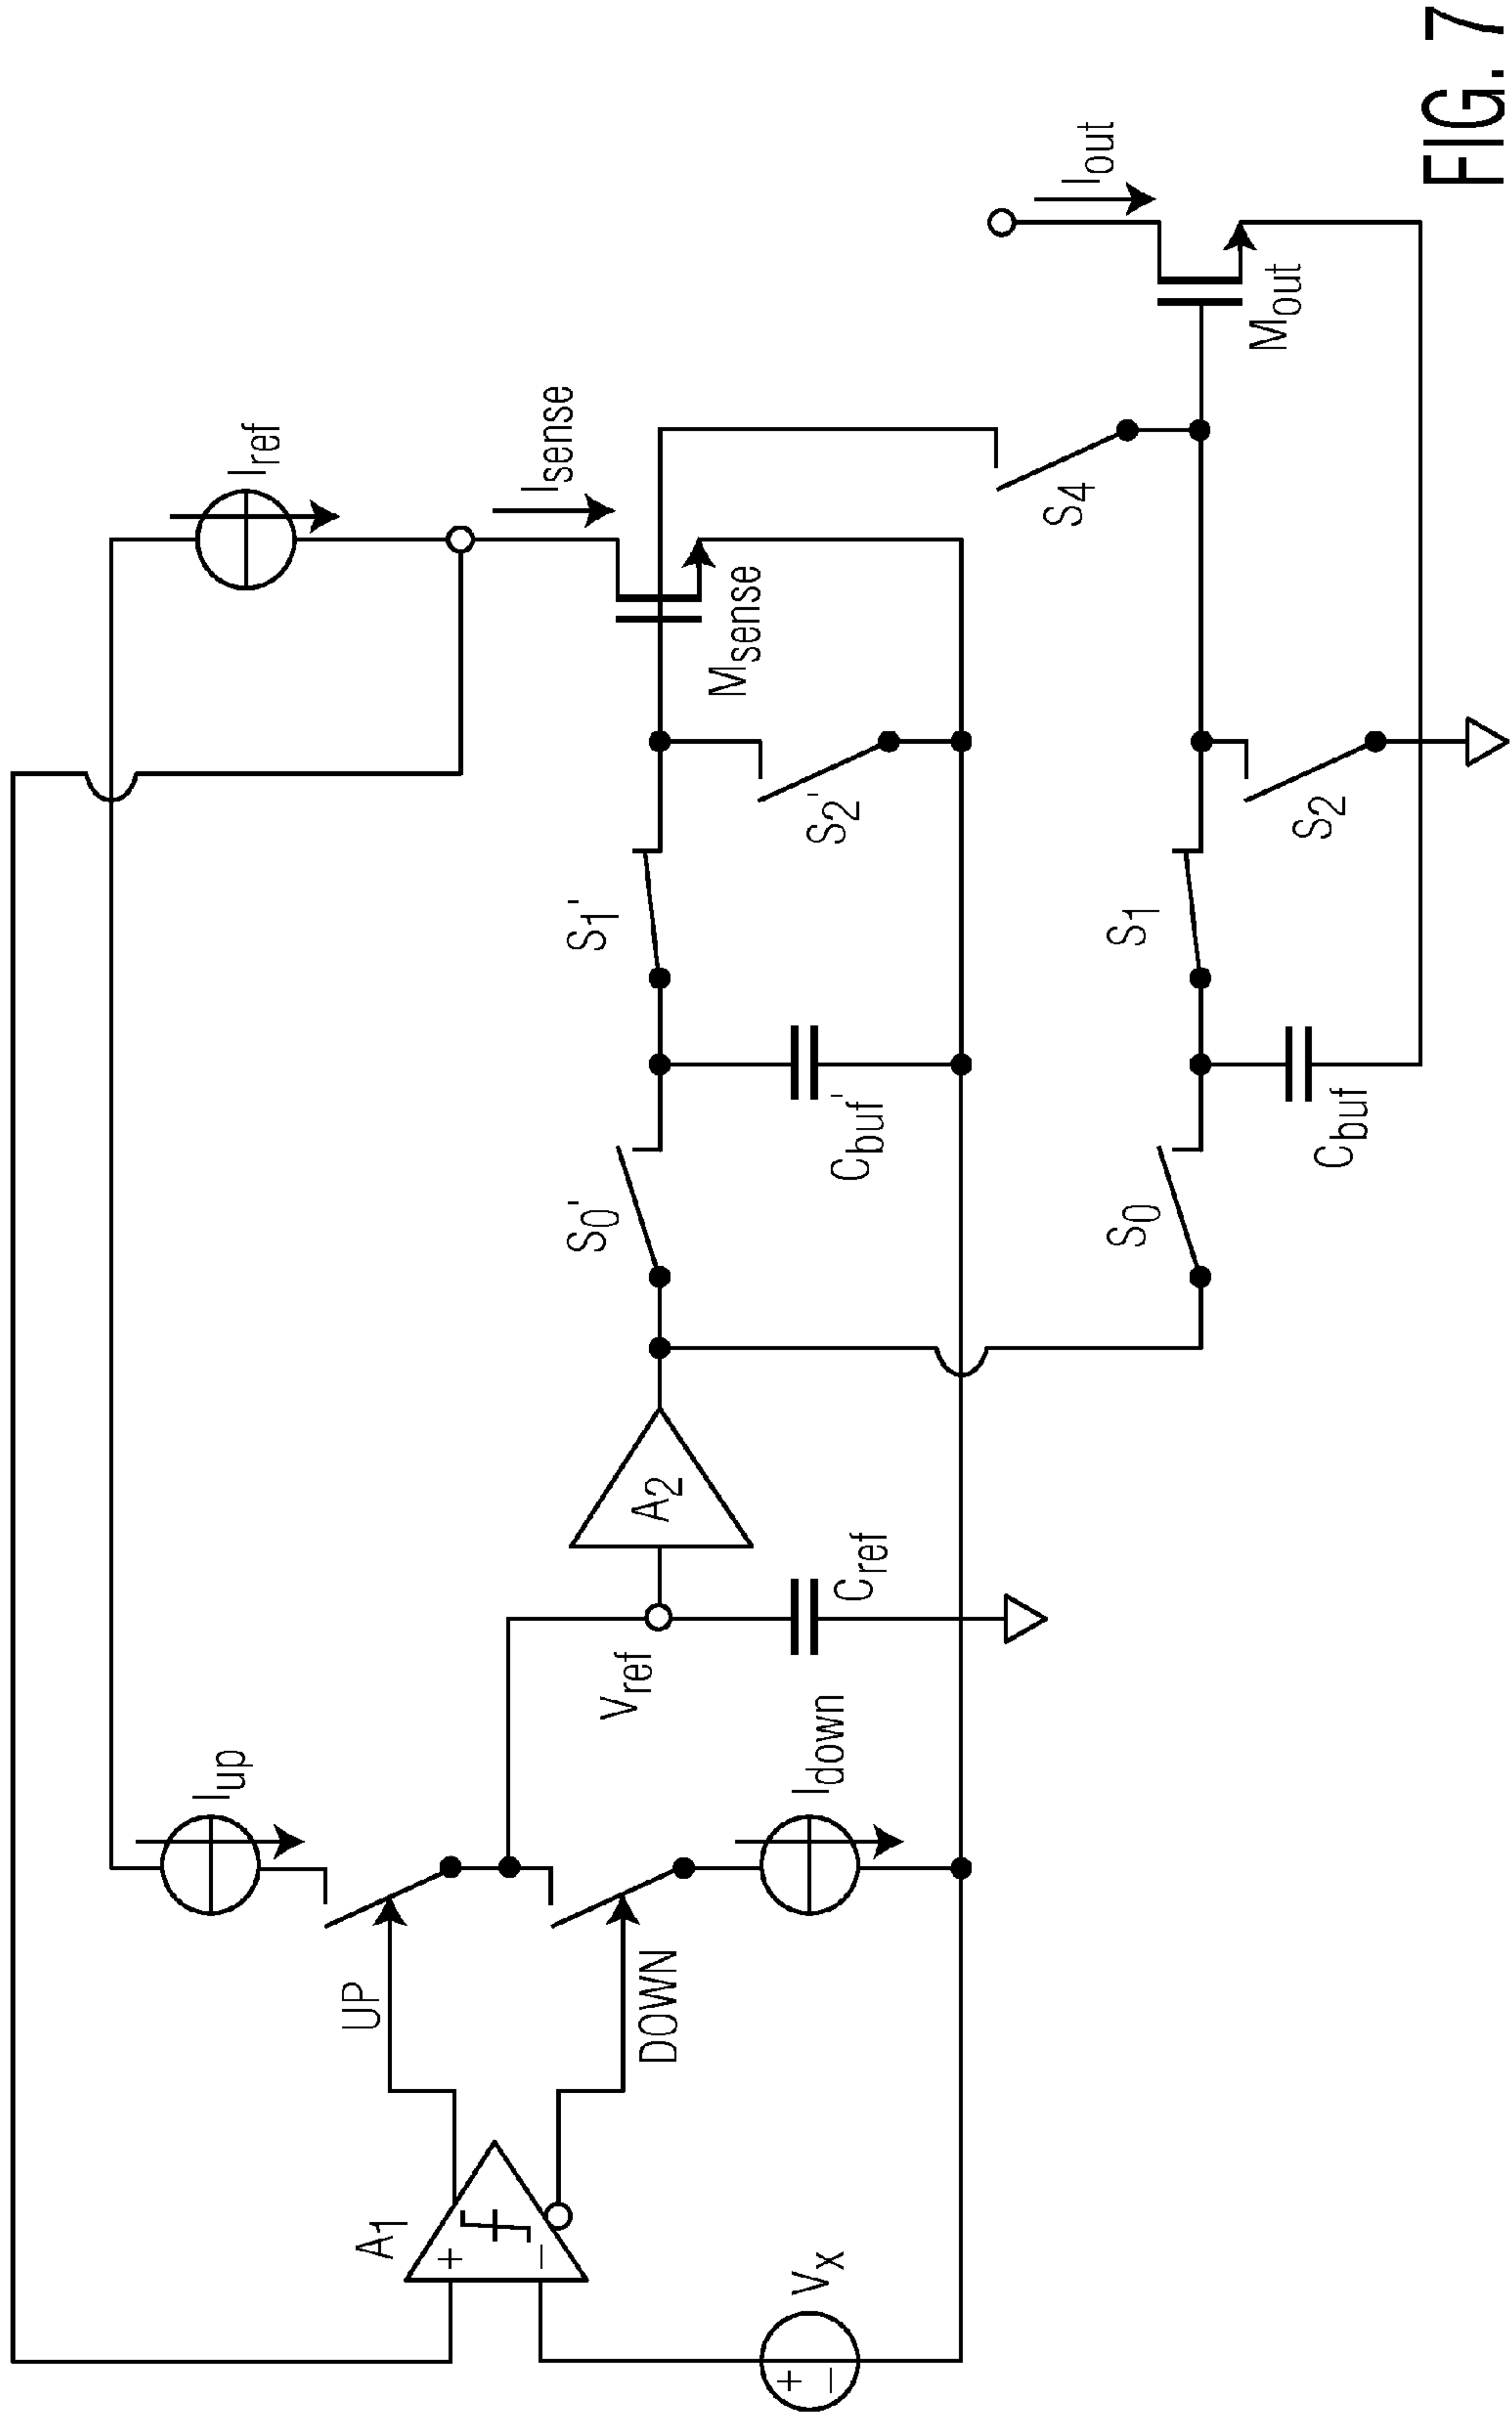 A1
+
−
UP
DOWN
Vx
+
−
Iup
Idown
Vref
Cref
A2
S0'
Cbuf'
S1'
S2'
Msense
Isense
Iref
S0
Cbuf
S1
S2
S4
Mout
Iout
FIG. 7